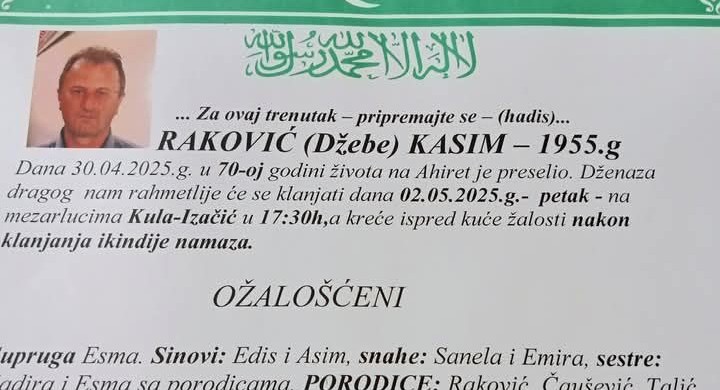 لا إله إلا الله محمد رسول الله
... Za ovaj trenutak – pripremajte se – (hadis)...
RAKOVIĆ (Džebe) KASIM – 1955.g
Dana 30.04.2025.g. u 70-oj godini života na Ahiret je preselio. Dženaza
dragog nam rahmetlije će se klanjati dana 02.05.2025.g.- petak - na
mezarlucima Kula-Izačić u 17:30h,a kreće ispred kuće žalosti nakon
klanjanja ikindije namaza.
OŽALOŠĆENI
Supruga Esma. Sinovi: Edis i Asim, snahe: Sanela i Emira, sestre:
i Esma sa porodicama. PORODICE: Raković, Čaušević, Talić